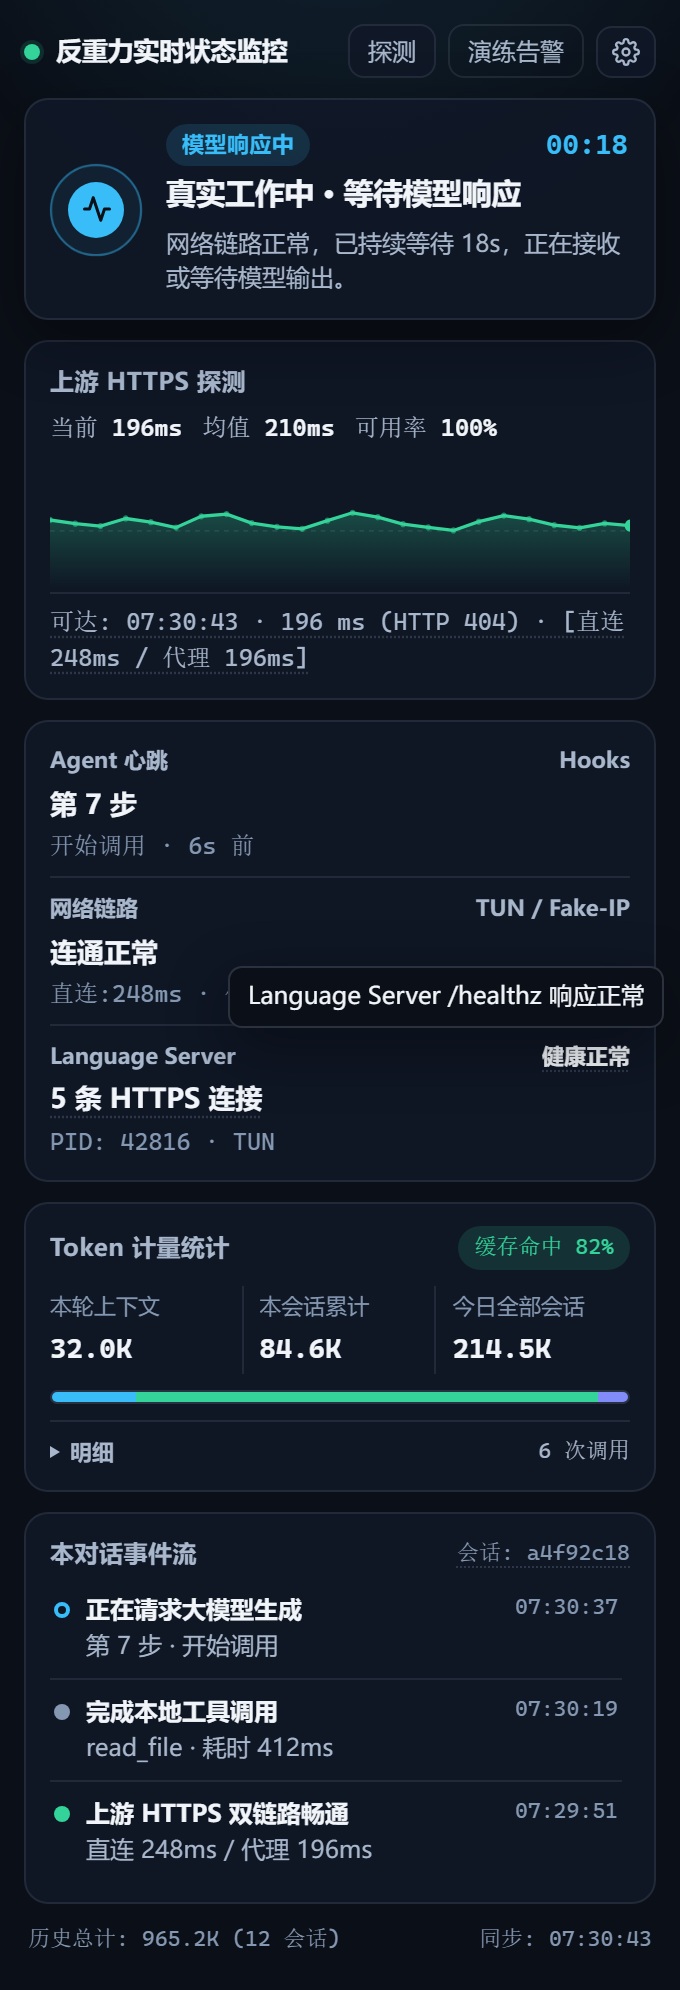 反重力实时状态监控 探测 演练告警
模型响应中 00:18
真实工作中 • 等待模型响应
网络链路正常，已持续等待 18s，正在接收
或等待模型输出。
上游 HTTPS 探测
当前 196ms 均值 210ms 可用率 100%
可达: 07:30:43 · 196 ms (HTTP 404) · [直连
248ms / 代理 196ms]
Agent 心跳 Hooks
第 7 步
开始调用 · 6s 前
网络链路 TUN / Fake-IP
连通正常
直连:248ms ·
Language Server /healthz 响应正常
Language Server 健康正常
5 条 HTTPS 连接
PID: 42816 · TUN
Token 计量统计 缓存命中 82%
本轮上下文 本会话累计 今日全部会话
32.0K 84.6K 214.5K
明细 6 次调用
本对话事件流 会话: a4f92c18
正在请求大模型生成 07:30:37
第 7 步 · 开始调用
完成本地工具调用 07:30:19
read_file · 耗时 412ms
上游 HTTPS 双链路畅通 07:29:51
直连 248ms / 代理 196ms
历史总计: 965.2K (12 会话) 同步: 07:30:43